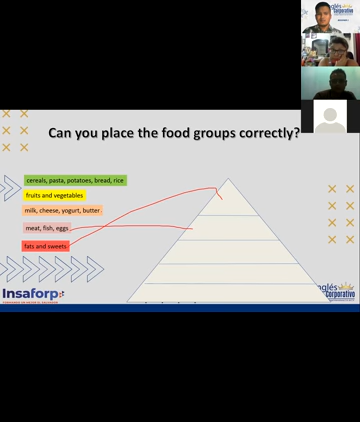 Can you place the food groups correctly?
cereals, pasta, potatoes, bread, rice
fruits and vegetables
milk, cheese, yogurt, butter
meat, fish, eggs
fats and sweets
Insaforp
Corporativo